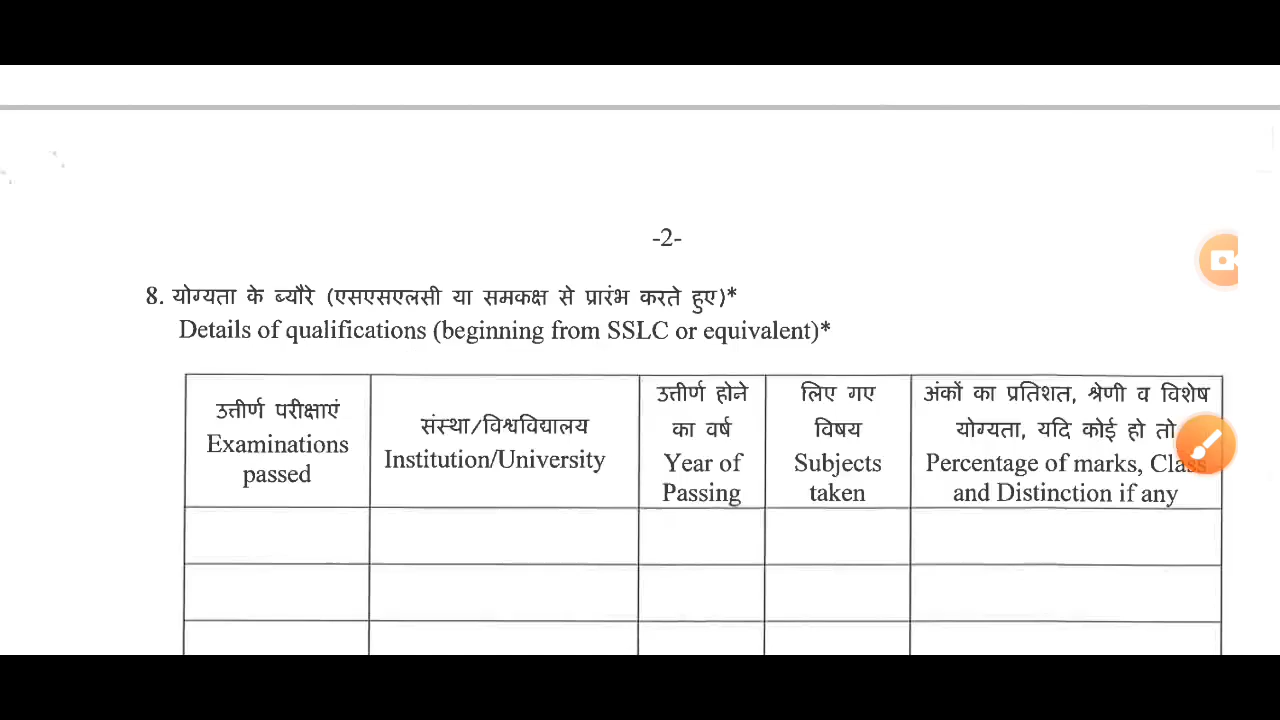 -2-
8. योग्यता के ब्यौरे (एसएसएलसी या समकक्ष से प्रारंभ करते हुए)*
Details of qualifications (beginning from SSLC or equivalent)*
उत्तीर्ण परीक्षाएं
Examinations
passed
संस्था/विश्वविद्यालय
Institution/University
उत्तीर्ण होने
का वर्ष
Year of
Passing
लिए गए
विषय
Subjects
taken
अंकों का प्रतिशत, श्रेणी व विशेष
योग्यता, यदि कोई हो तो
Percentage of marks, Class
and Distinction if any